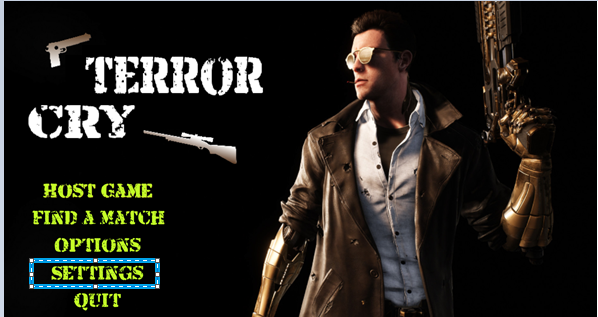 TERROR
CRY
HOST GAME
FIND A MATCH
OPTIONS
SETTINGS
QUIT